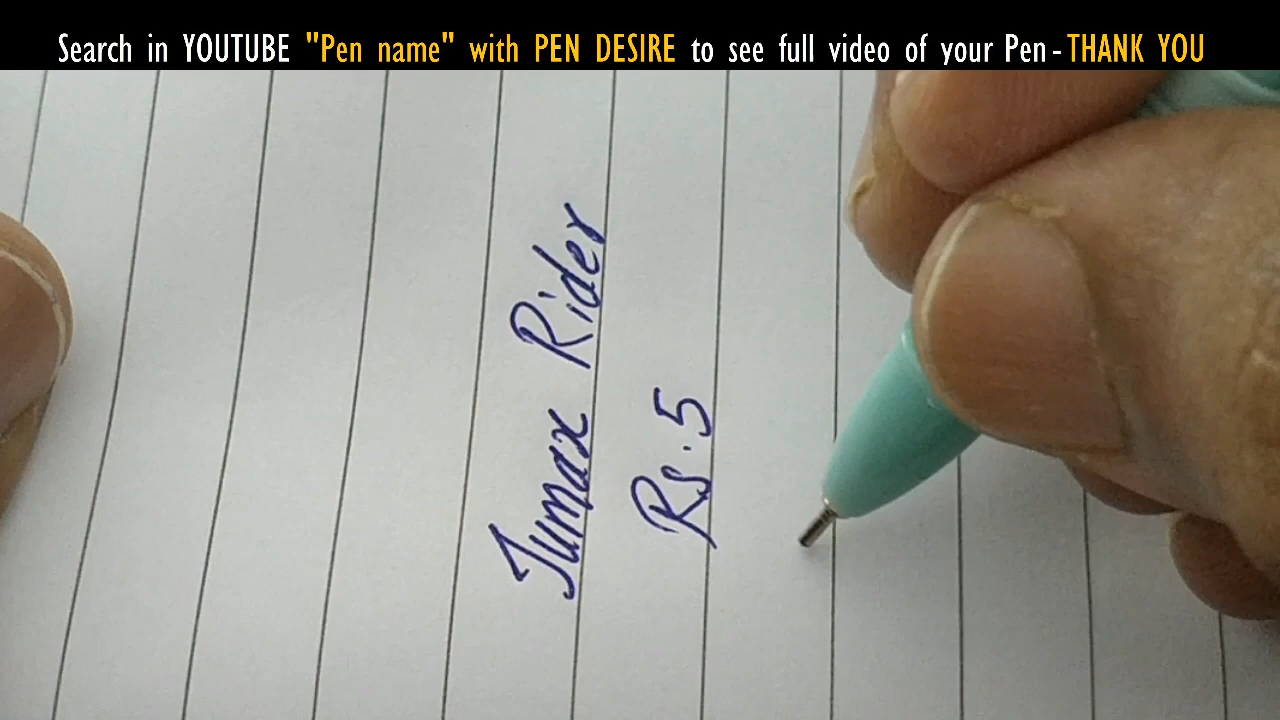 Search in YOUTUBE "Pen name" with PEN DESIRE to see full video of your Pen - THANK YOU
Jumax Rider
Rs. 5